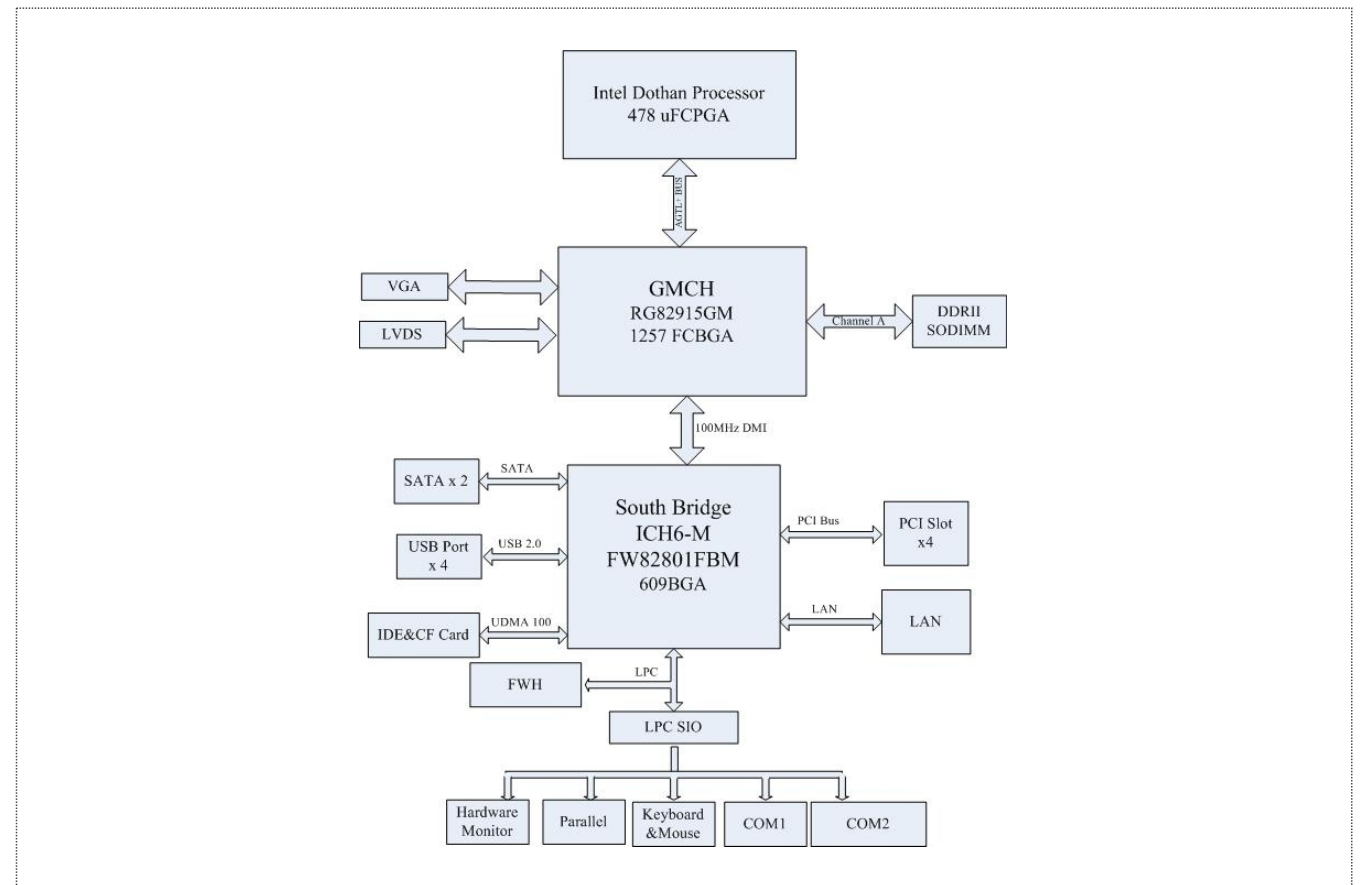 Intel Dothan Processor
478 uFCPGA
AGTL+ BUS
VGA
LVDS
GMCH
RG82915GM
1257 FCBGA
Channel A
DDRII
SODIMM
100MHz DMI
SATA x 2
SATA
USB Port
x 4
USB 2.0
IDE&CF Card
UDMA 100
South Bridge
ICH6-M
FW82801FBM
609BGA
PCI Bus
PCI Slot
x4
LAN
LAN
FWH
LPC
LPC SIO
Hardware
Monitor
Parallel
Keyboard
&Mouse
COM1
COM2